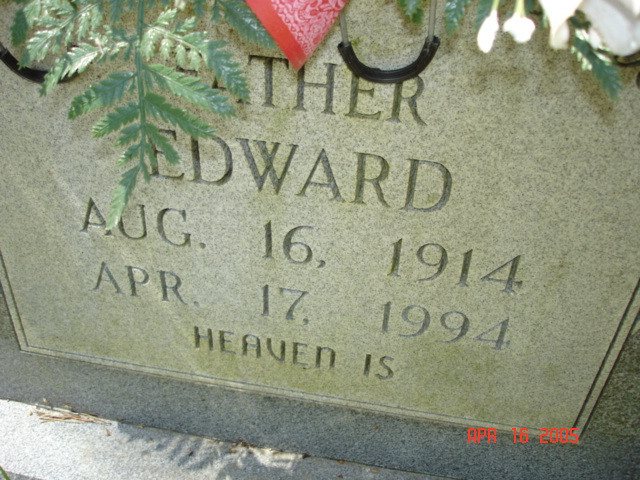 FATHER
EDWARD
AUG. 16, 1914
APR. 17, 1994
HEAVEN IS
APR 16 2005